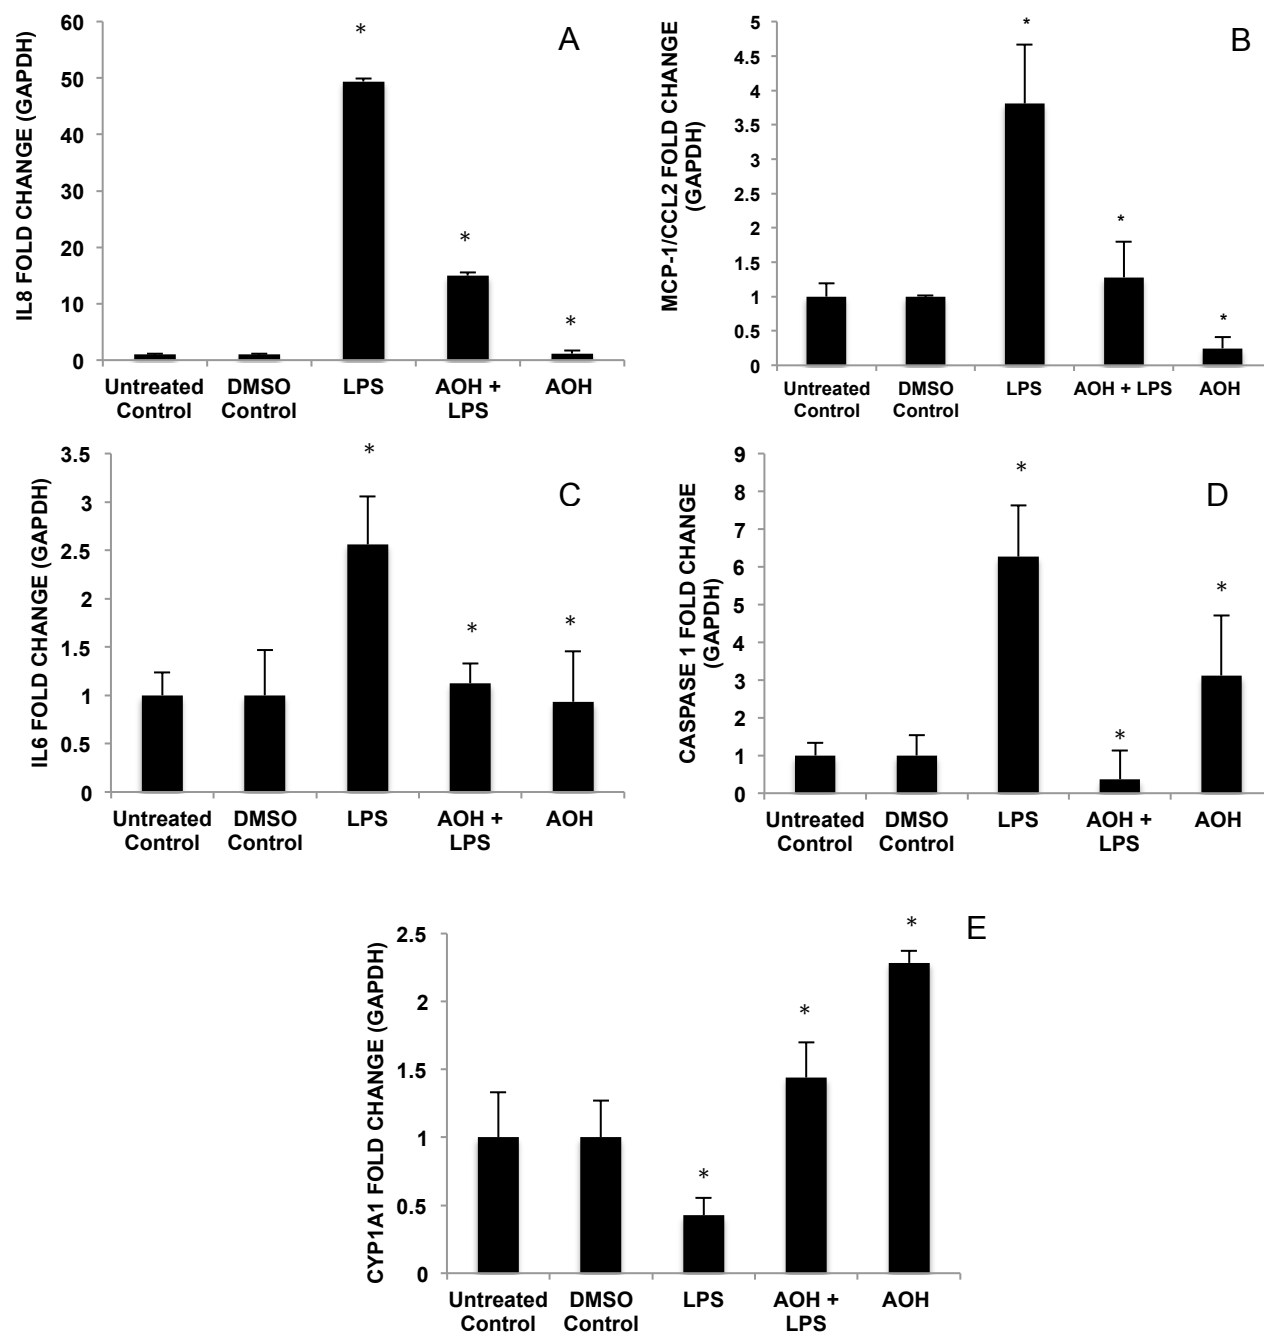 A
IL8 FOLD CHANGE (GAPDH)
60
50
40
30
20
10
0
*
*
*
Untreated Control
DMSO Control
LPS
AOH + LPS
AOH
B
MCP-1/CCL2 FOLD CHANGE
(GAPDH)
5
4.5
4
3.5
3
2.5
2
1.5
1
0.5
0
*
*
*
Untreated Control
DMSO Control
LPS
AOH + LPS
AOH
C
IL6 FOLD CHANGE (GAPDH)
3.5
3
2.5
2
1.5
1
0.5
0
*
*
*
Untreated Control
DMSO Control
LPS
AOH + LPS
AOH
D
CASPASE 1 FOLD CHANGE
(GAPDH)
9
8
7
6
5
4
3
2
1
0
*
*
*
Untreated Control
DMSO Control
LPS
AOH + LPS
AOH
E
CYP1A1 FOLD CHANGE (GAPDH)
2.5
2
1.5
1
0.5
0
*
*
*
Untreated Control
DMSO Control
LPS
AOH + LPS
AOH